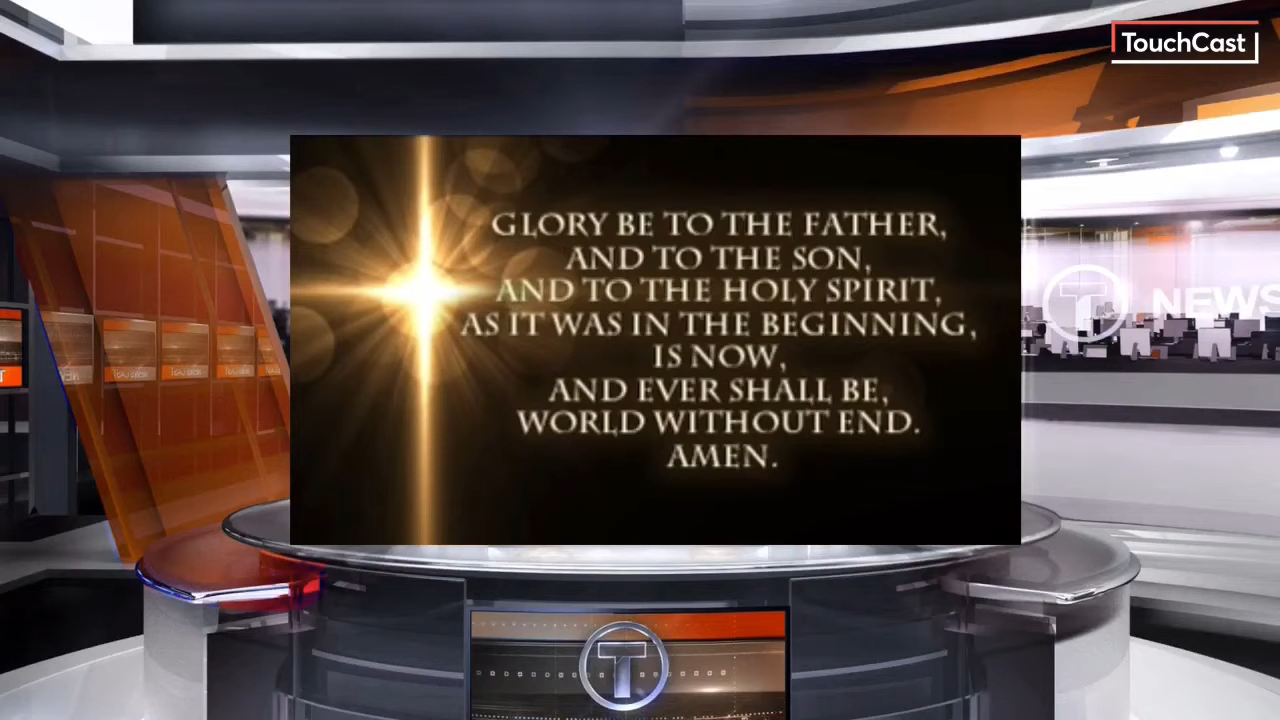 TouchCast
GLORY BE TO THE FATHER,
AND TO THE SON,
AND TO THE HOLY SPIRIT,
AS IT WAS IN THE BEGINNING,
IS NOW,
AND EVER SHALL BE,
WORLD WITHOUT END.
AMEN.
T NEWS
T
T